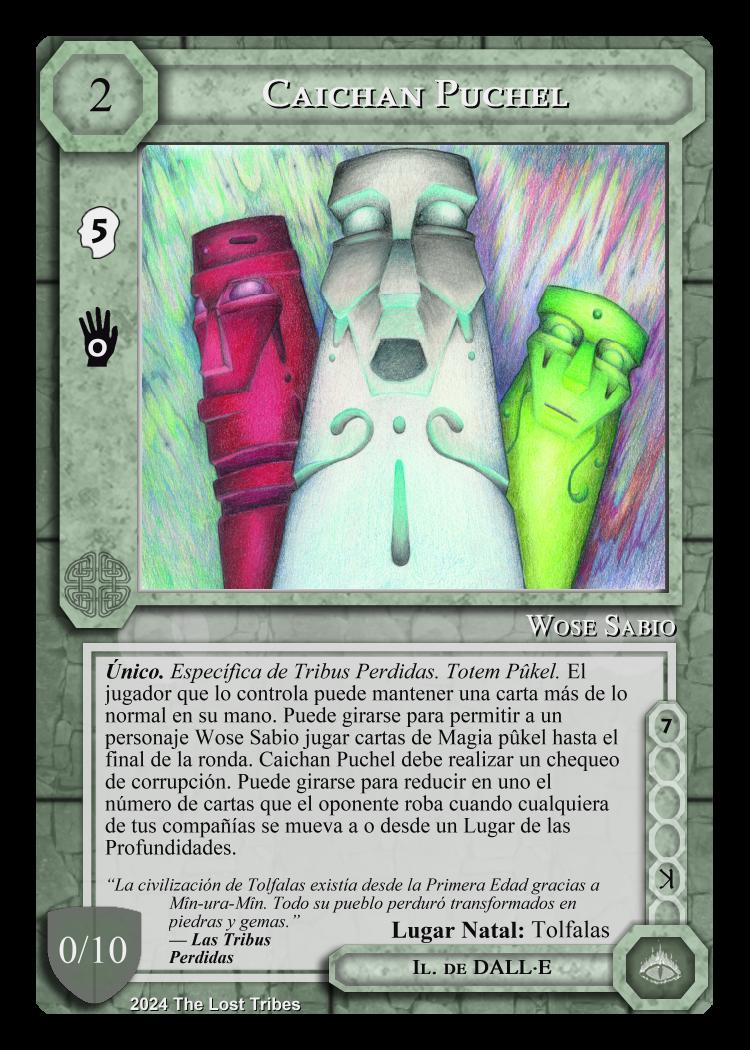 2
Caichan Puchel
5
O
Wose Sabio
Único. Específica de Tribus Perdidas. Totem Pûkel. El
jugador que lo controla puede mantener una carta más de lo
normal en su mano. Puede girarse para permitir a un
personaje Wose Sabio jugar cartas de Magia pûkel hasta el
final de la ronda. Caichan Puchel debe realizar un chequeo
de corrupción. Puede girarse para reducir en uno el
número de cartas que el oponente roba cuando cualquiera
de tus compañías se mueva a o desde un Lugar de las
Profundidades.
7
K
“La civilización de Tolfalas existía desde la Primera Edad gracias a
Mîn-ura-Mîn. Todo su pueblo perduró transformados en
piedras y gemas.”
— Las Tribus
Perdidas
Lugar Natal: Tolfalas
0/10
Il. de DALL·E
2024 The Lost Tribes